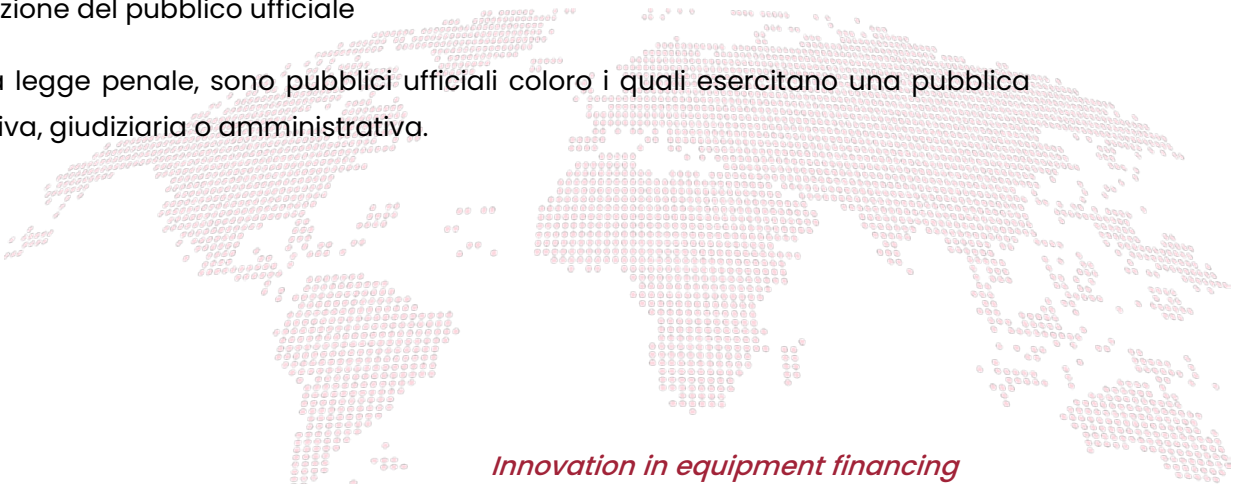 zione del pubblico ufficiale
legge penale, sono pubblici ufficiali coloro i quali esercitano una pubblica
iva, giudiziaria o amministrativa.
Innovation in equipment financing